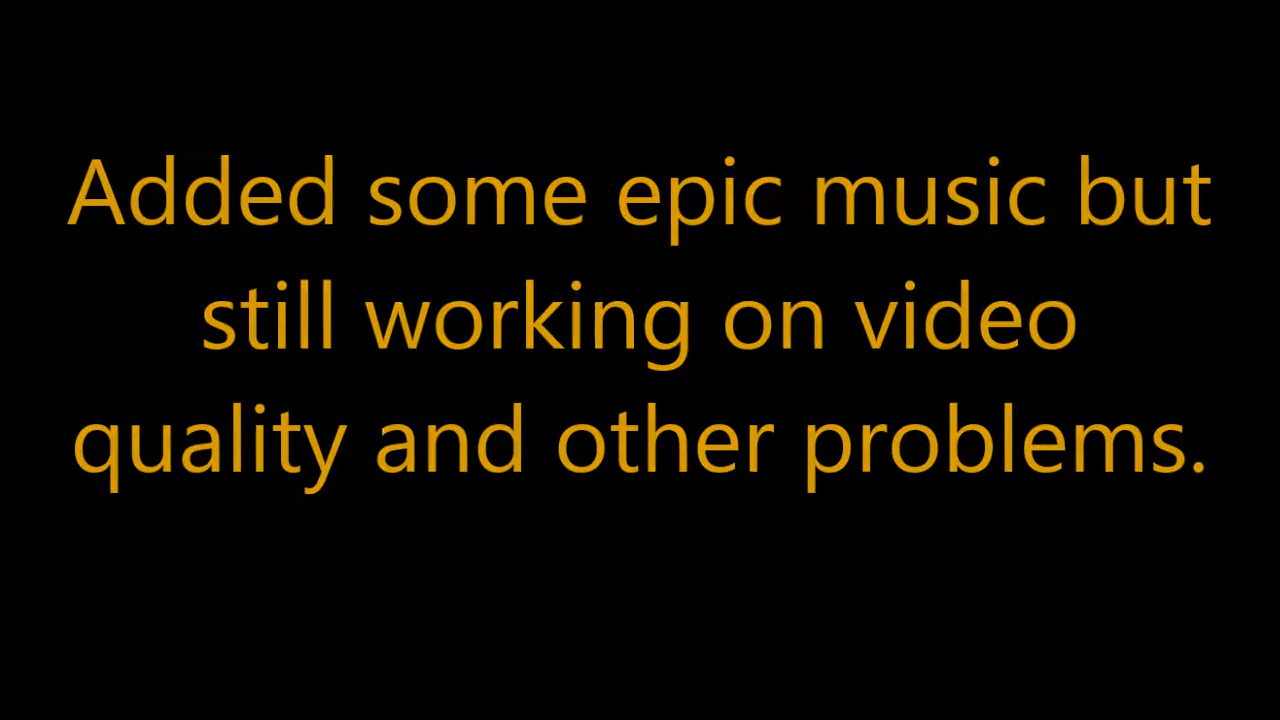 Added some epic music but
still working on video
quality and other problems.